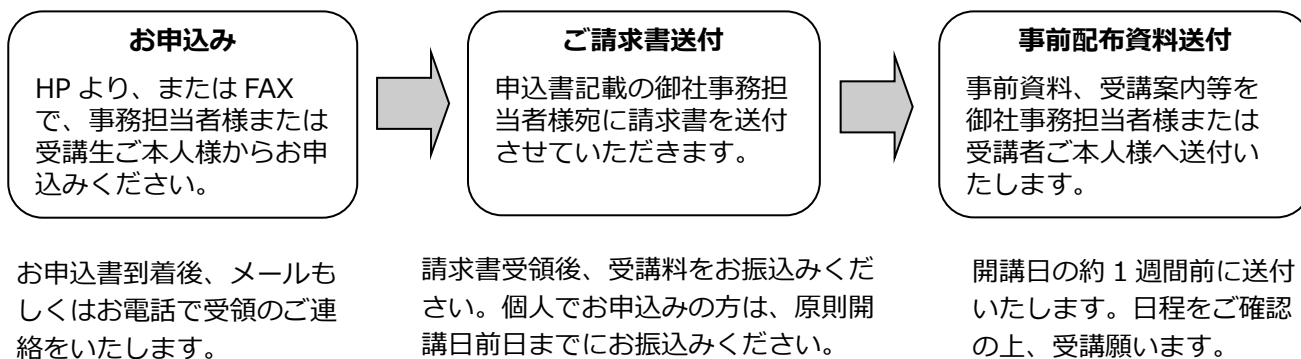 お申込み
HP より、または FAX
で、事務担当者様または
受講生ご本人様からお申
込みください。
ご請求書送付
申込書記載の御社事務担
当者様宛に請求書を送付
させていただきます。
事前配布資料送付
事前資料、受講案内等を
御社事務担当者様または
受講者ご本人様へ送付い
たします。
お申込書到着後、メールも
しくはお電話で受領のご連
絡をいたします。
請求書受領後、受講料をお振込みくだ
さい。個人でお申込みの方は、原則開
講日前日までにお振込みください。
開講日の約 1 週間前に送付
いたします。日程をご確認
の上、受講願います。